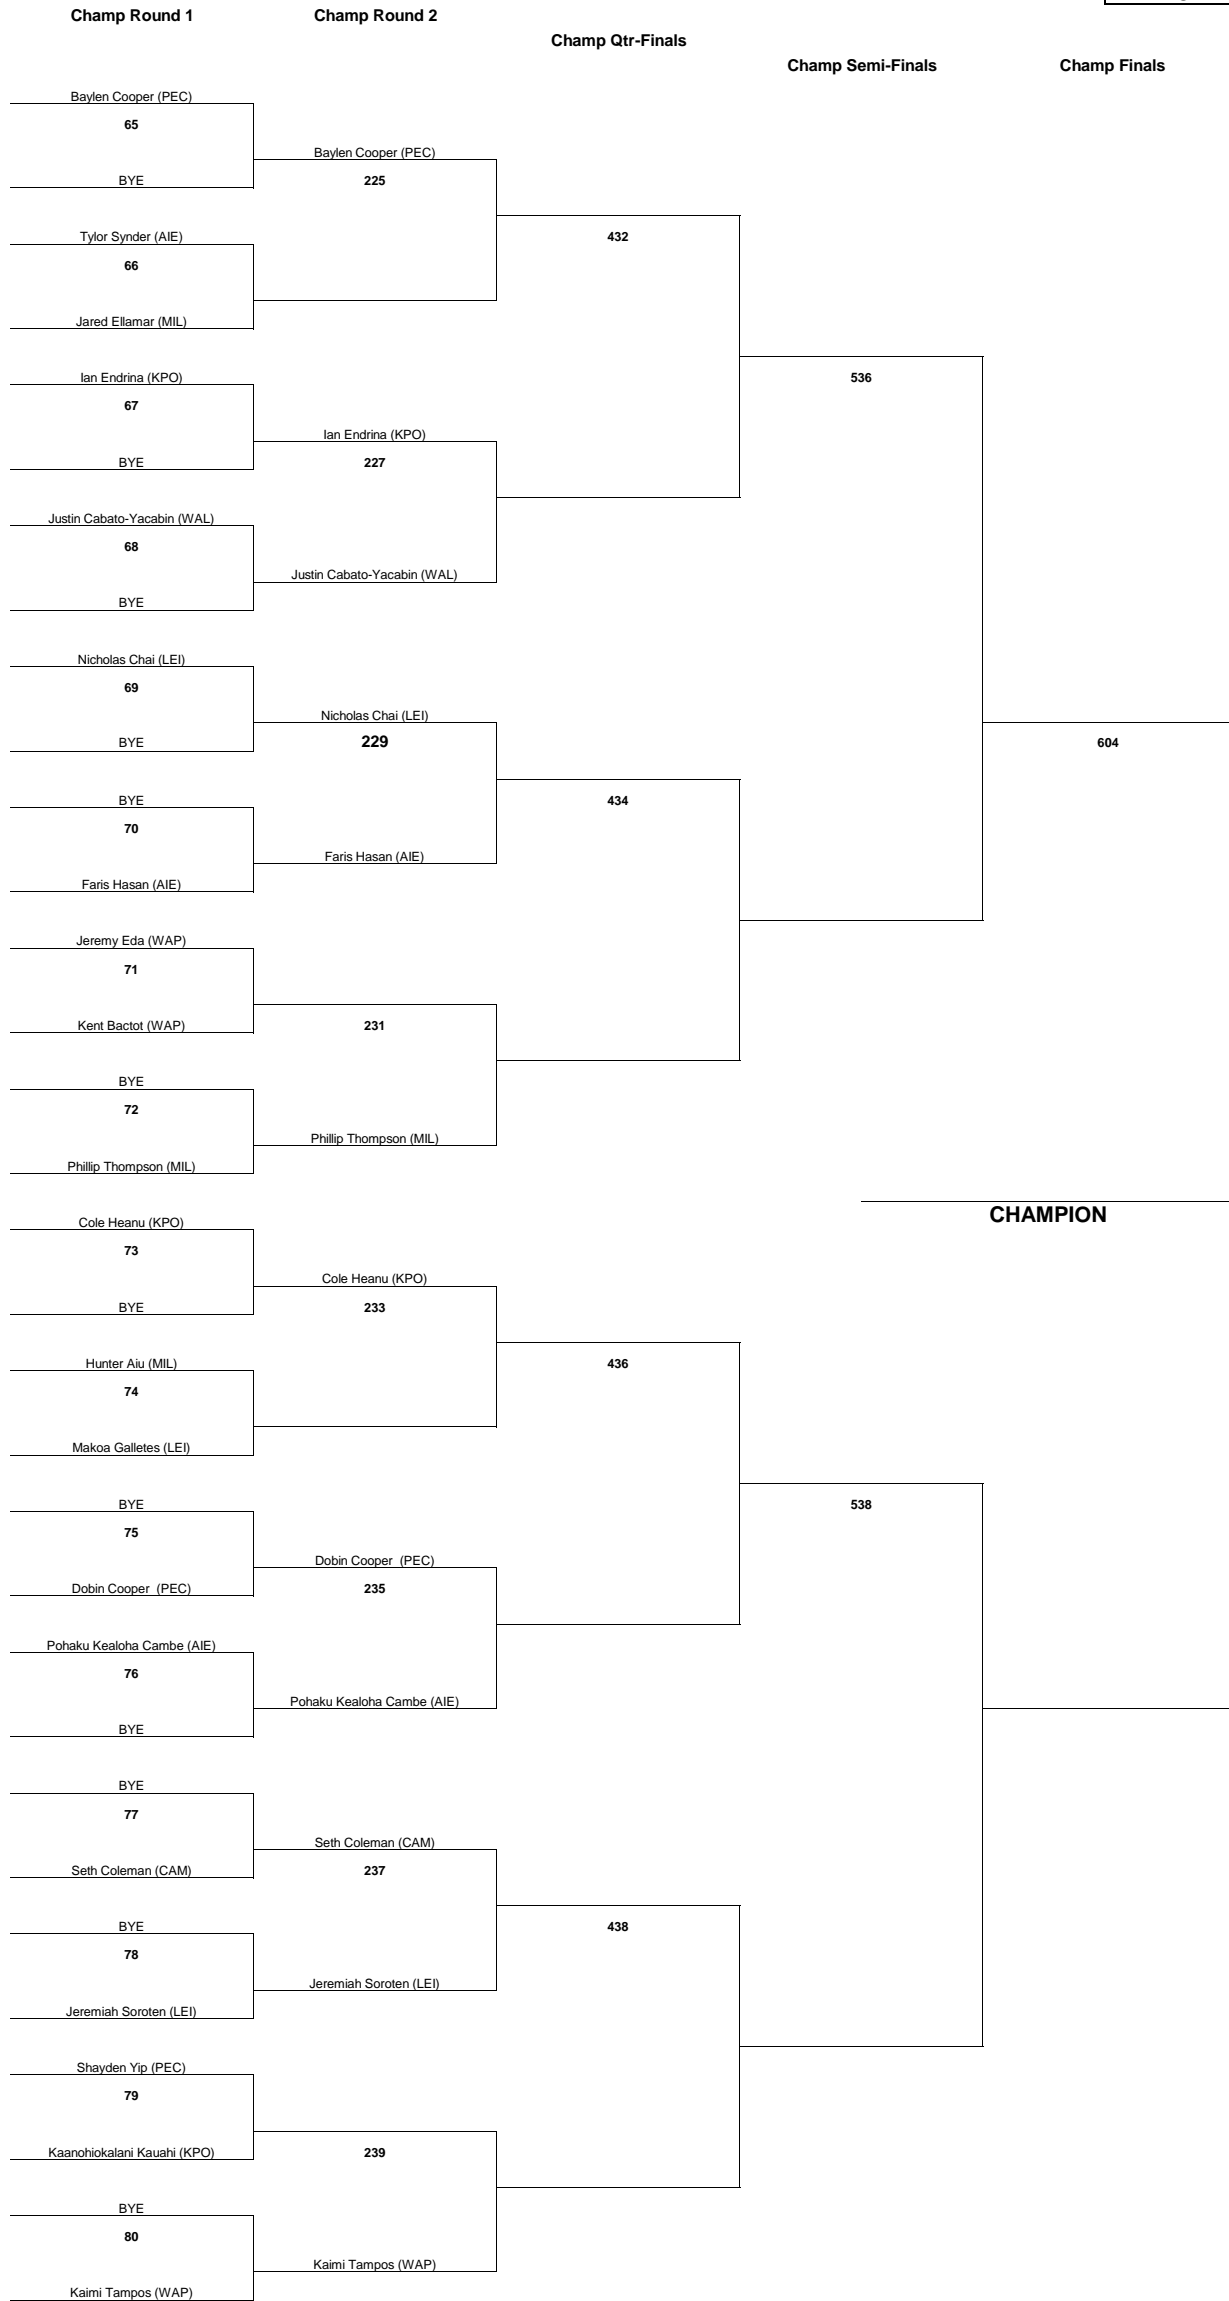 Champ Round 1
Champ Round 2
Champ Qtr-Finals
Champ Semi-Finals
Champ Finals
Baylen Cooper (PEC)
65
BYE
Tylor Synder (AIE)
66
Jared Ellamar (MIL)
Ian Endrina (KPO)
67
BYE
Justin Cabato-Yacabin (WAL)
68
BYE
Nicholas Chai (LEI)
69
BYE
BYE
70
Faris Hasan (AIE)
Jeremy Eda (WAP)
71
Kent Bactot (WAP)
BYE
72
Phillip Thompson (MIL)
Cole Heanu (KPO)
73
BYE
Hunter Aiu (MIL)
74
Makoa Galletes (LEI)
BYE
75
Dobin Cooper  (PEC)
Pohaku Kealoha Cambe (AIE)
76
BYE
BYE
77
Seth Coleman (CAM)
BYE
78
Jeremiah Soroten (LEI)
Shayden Yip (PEC)
79
Kaanohiokalani Kauahi (KPO)
BYE
80
Kaimi Tampos (WAP)
Baylen Cooper (PEC)
225
Ian Endrina (KPO)
227
Justin Cabato-Yacabin (WAL)
Nicholas Chai (LEI)
229
Faris Hasan (AIE)
231
Phillip Thompson (MIL)
Cole Heanu (KPO)
233
Dobin Cooper  (PEC)
235
Pohaku Kealoha Cambe (AIE)
Seth Coleman (CAM)
237
Jeremiah Soroten (LEI)
239
Kaimi Tampos (WAP)
432
434
436
438
536
538
604
CHAMPION